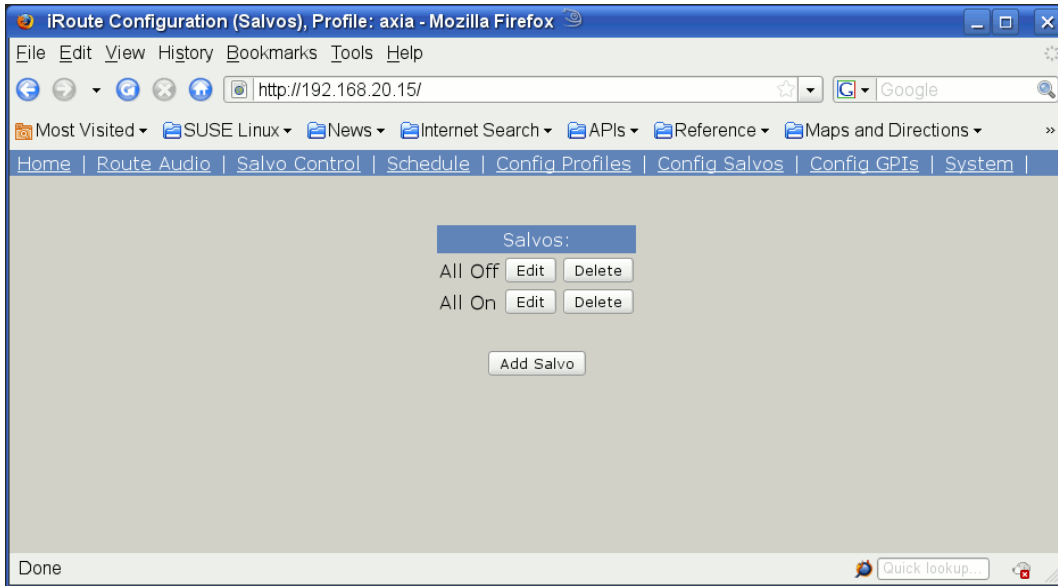 iRoute Configuration (Salvos), Profile: axia - Mozilla Firefox
File Edit View History Bookmarks Tools Help
http://192.168.20.15/ G Google
Most Visited SUSE Linux News Internet Search APIs Reference Maps and Directions »
Home | Route Audio | Salvo Control | Schedule | Config Profiles | Config Salvos | Config GPIs | System |
Salvos:
All Off Edit Delete
All On Edit Delete
Add Salvo
Done Quick lookup...